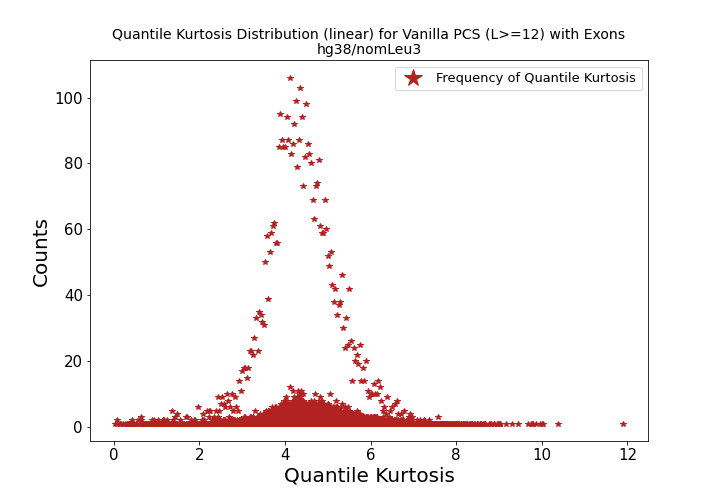 Quantile Kurtosis Distribution (linear) for Vanilla PCS (L>=12) with Exons
hg38/nomLeu3
Frequency of Quantile Kurtosis
Counts
100
80
60
40
20
0
0 2 4 6 8 10 12
Quantile Kurtosis